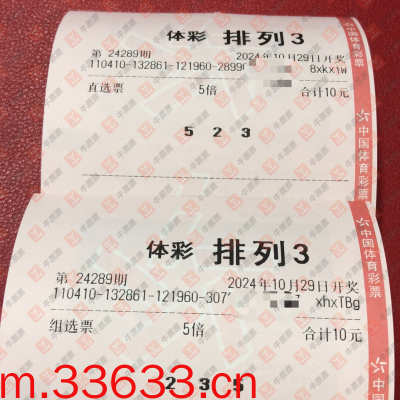 体彩 排列3
第 24289期 2024年10月29日开奖
110410-132861-121960-2899 8xkx
直选票 5倍 合计10元
5 2 3
中国体育彩票
体彩 排列3
第 24289期 2024年10月29日开奖
110410-132861-121960-307 xhxTBg
组选票 5倍 合计10元
2 3 5
中国体育彩票
m.33633.cn